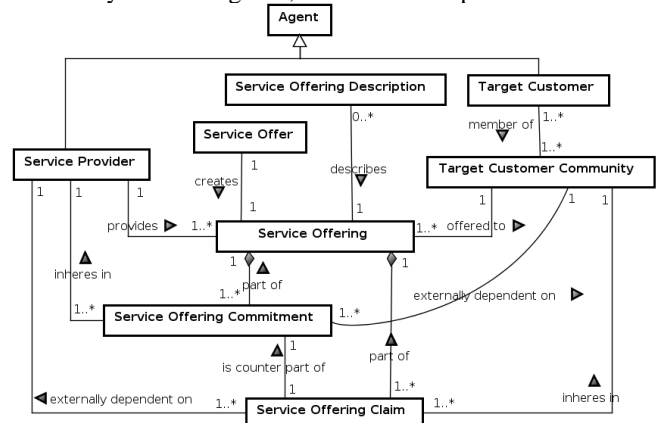 Agent
Service Offering Description
Target Customer
0..*
1..*
member of
Service Offer
1..*
Service Provider
1
describes
Target Customer Community
creates
1
1
1
1
1
1
1
1
provides
1..*
Service Offering
1..*
offered to
1
1
inheres in
part of
1..*
externally dependent on
1..*
1..*
Service Offering Commitment
1
part of
is counter part of
1
1..*
inheres in
externally dependent on
1..*
1..*
Service Offering Claim